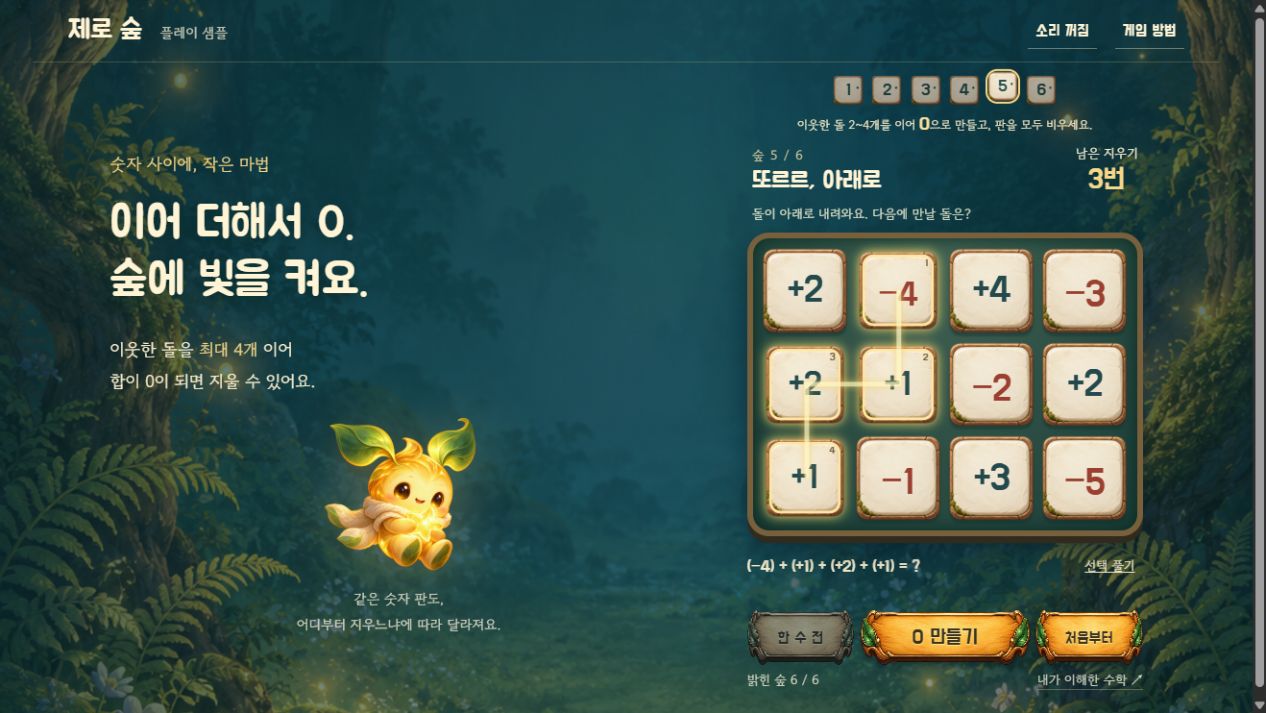 제로 숲 플레이 샘플 소리 꺼짐 게임 방법
숫자 사이에, 작은 마법
이어 더해서 0.
숲에 빛을 켜요.
이웃한 돌을 최대 4개 이어
합이 0이 되면 지울 수 있어요.
같은 숫자 판도,
어디부터 지우느냐에 따라 달라져요.
1 2 3 4 5 6
이웃한 돌 2~4개를 이어 0으로 만들고, 판을 모두 비우세요.
숲 5 / 6
또르르, 아래로
남은 지우기
3번
돌이 아래로 내려와요. 다음에 만날 돌은?
+2 −4 1 +4 −3
+2 3 +1 2 −2 +2
+1 4 −1 +3 −5
(−4) + (+1) + (+2) + (+1) = ? 선택 풀기
한 수 전 0 만들기 처음부터
밝힌 숲 6 / 6 내가 이해한 수학 ↗